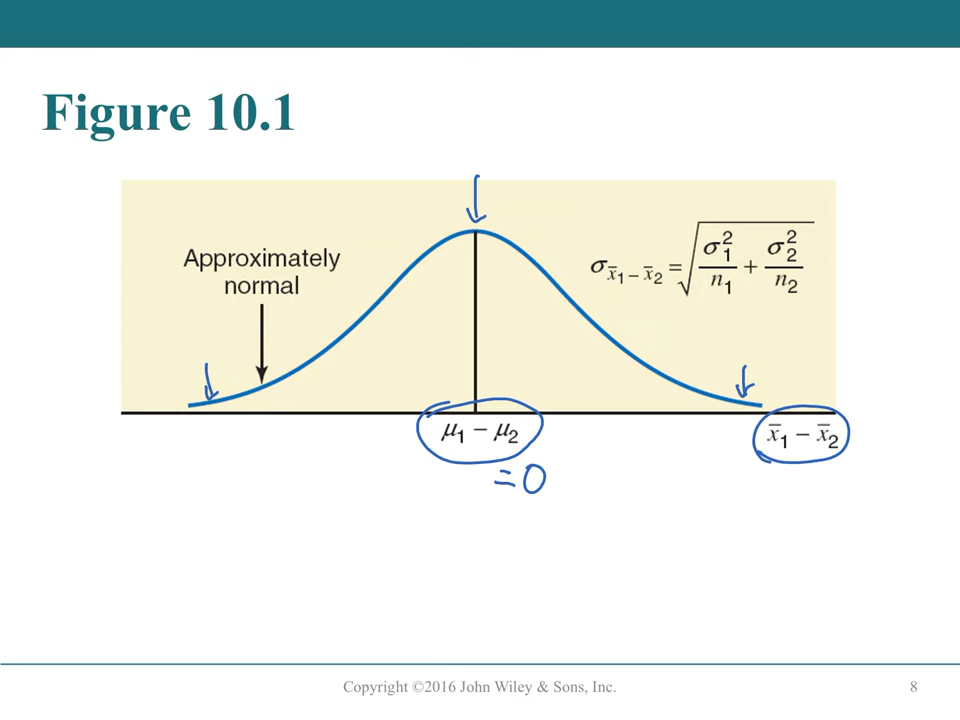 Figure 10.1
Approximately
normal
σx̄₁ – x̄₂ = √(σ₁²/n₁ + σ₂²/n₂)
μ₁ – μ₂
x̄₁ – x̄₂
=0
Copyright ©2016 John Wiley & Sons, Inc.
8